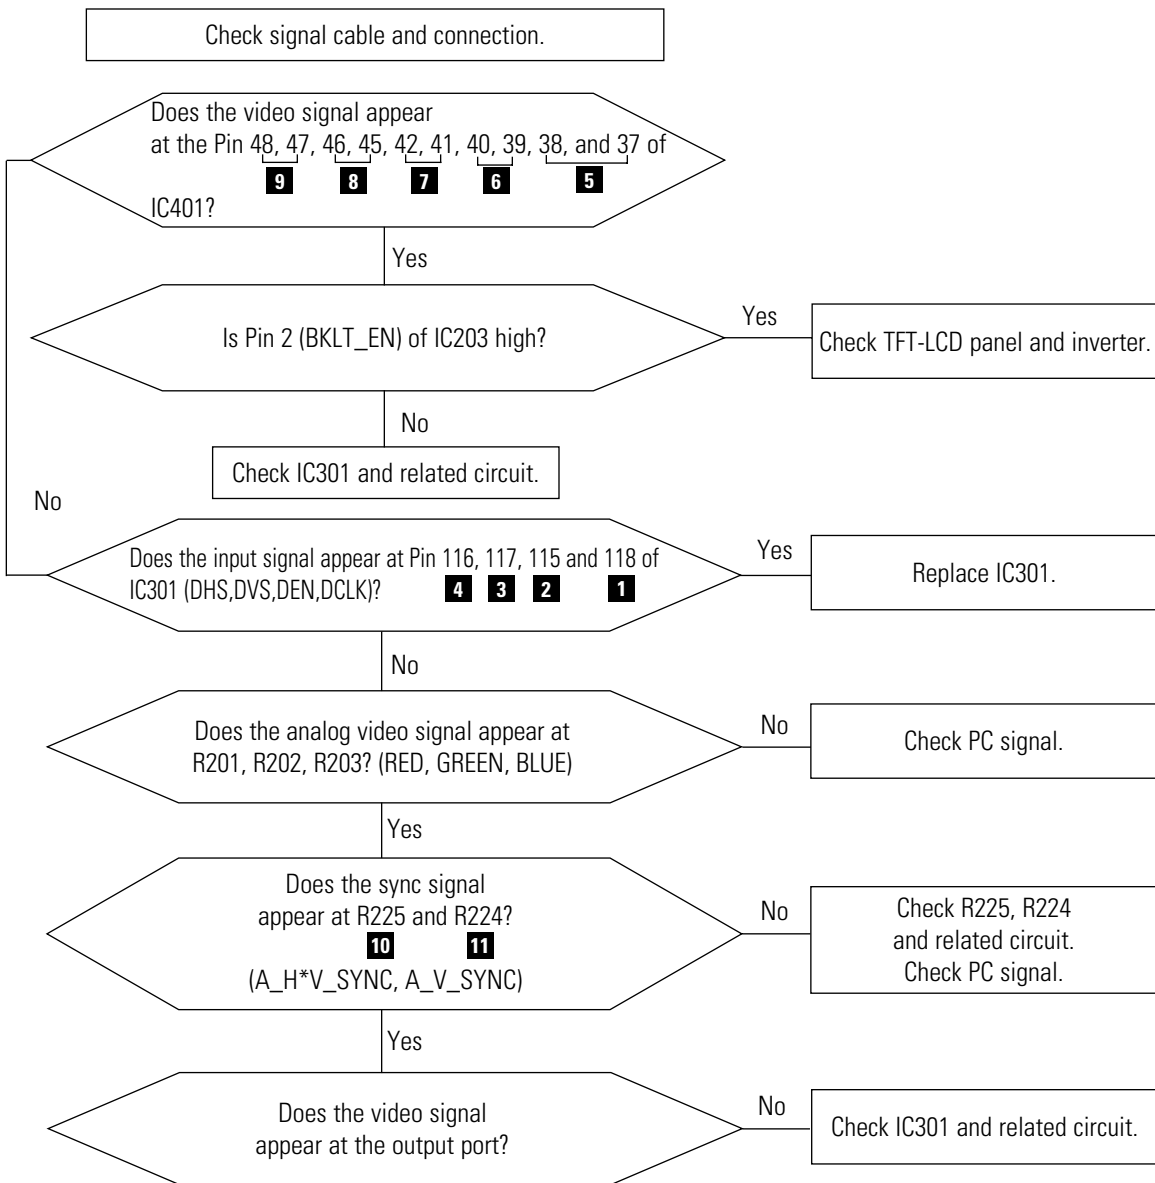 Check signal cable and connection.
Does the video signal appear
at the Pin 48, 47, 46, 45, 42, 41, 40, 39, 38, and 37 of
9 8 7 6 5
IC401?
Yes
Is Pin 2 (BKLT_EN) of IC203 high?
Yes
Check TFT-LCD panel and inverter.
No
Check IC301 and related circuit.
No
Does the input signal appear at Pin 116, 117, 115 and 118 of
IC301 (DHS,DVS,DEN,DCLK)?
4 3 2 1
Yes
Replace IC301.
No
Does the analog video signal appear at
R201, R202, R203? (RED, GREEN, BLUE)
No
Check PC signal.
Yes
Does the sync signal
appear at R225 and R224?
10 11
(A_H*V_SYNC, A_V_SYNC)
No
Check R225, R224
and related circuit.
Check PC signal.
Yes
Does the video signal
appear at the output port?
No
Check IC301 and related circuit.